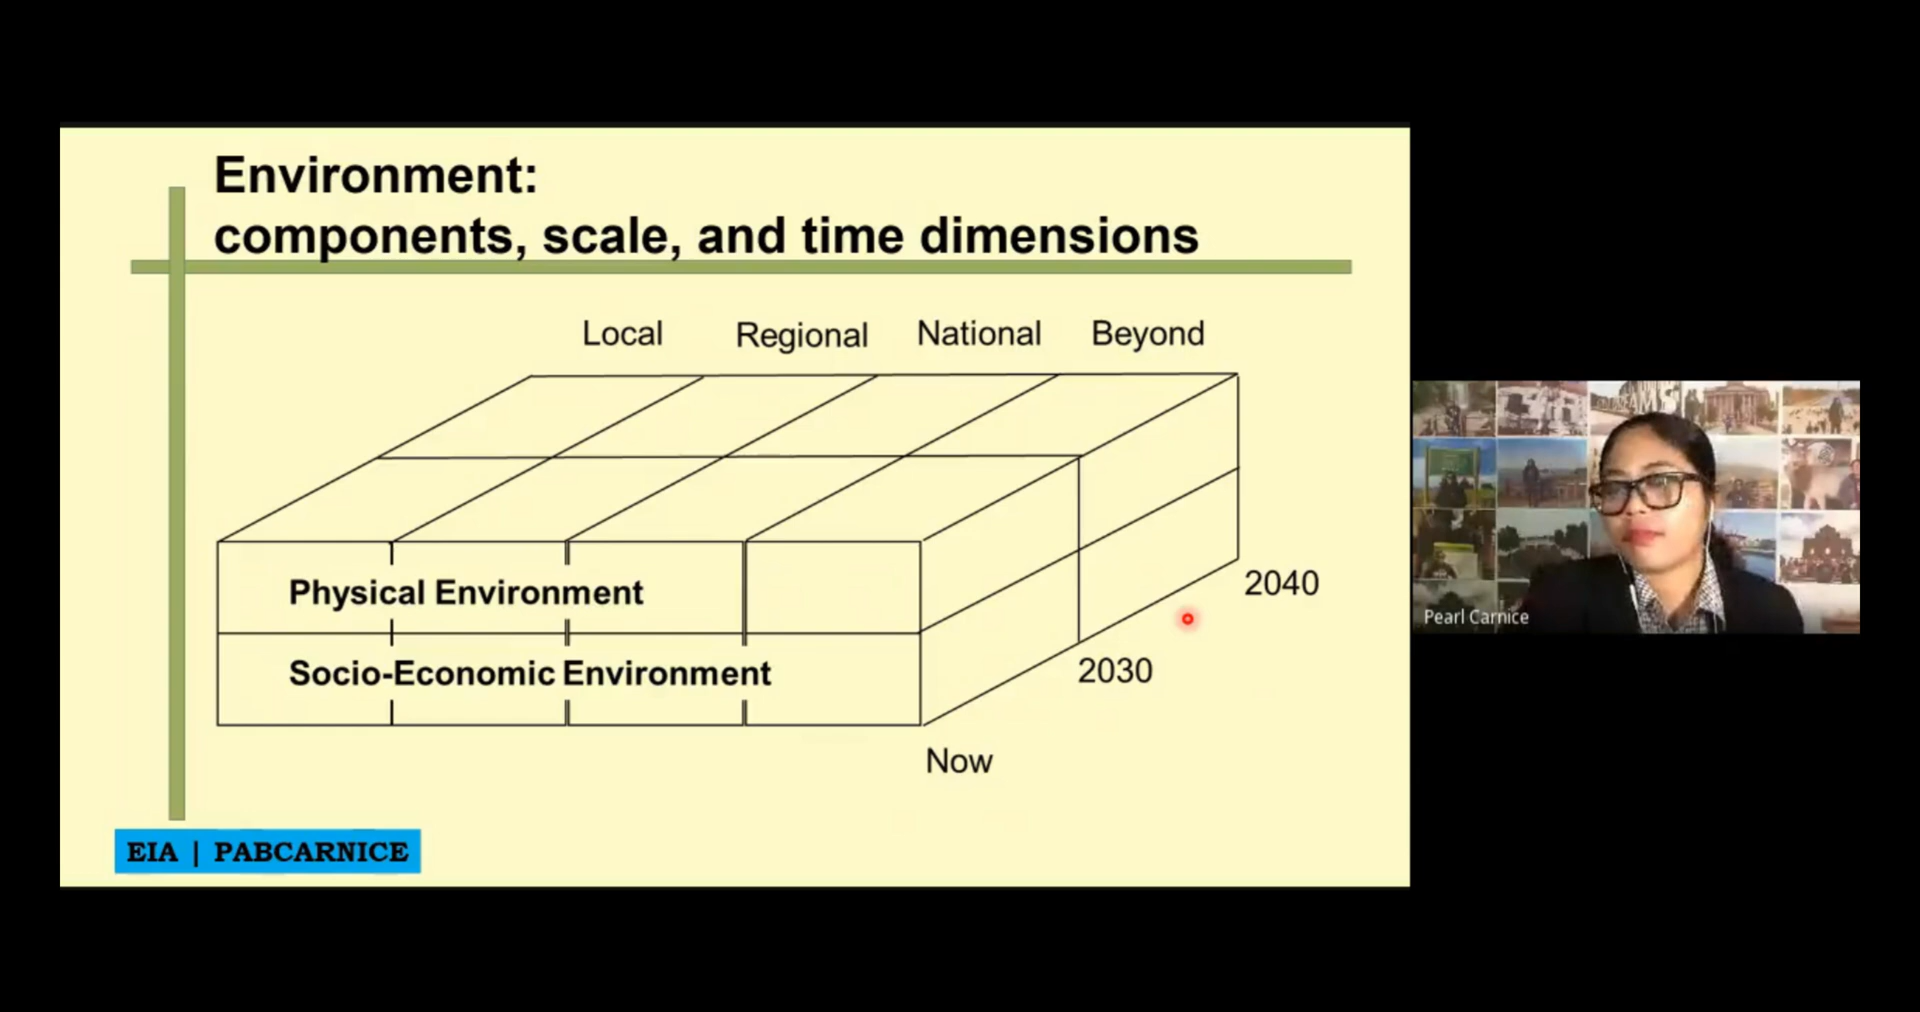 Environment:
components, scale, and time dimensions
Local Regional National Beyond
Physical Environment
Socio-Economic Environment
2040
2030
Now
EIA | PABCARNICE
Pearl Carnice